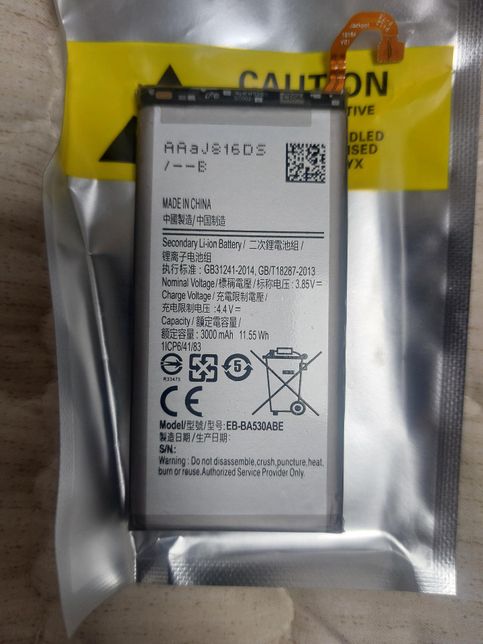 CAUTION
AAaJ816DS
/--B
MADE IN CHINA
中國製造/中国制造
Secondary Li-ion Battery / 二次鋰電池組 /
锂离子电池组
执行标准: GB31241-2014, GB/T18287-2013
Nominal Voltage / 標稱電壓 / 标称电压: 3.85V
Charge Voltage / 充電限制電壓 /
充电限制电压 :4.4 V
Capacity / 額定電容量 /
额定容量: 3000 mAh 11.55 Wh
1ICP6/41/83
R33475
5
CE
Model/型號/型号: EB-BA530ABE
製造日期 /生产日期:
S/N:
Warning : Do not disassemble,crush,puncture,heat,
burn or reuse.Authorized Service Provider Only.